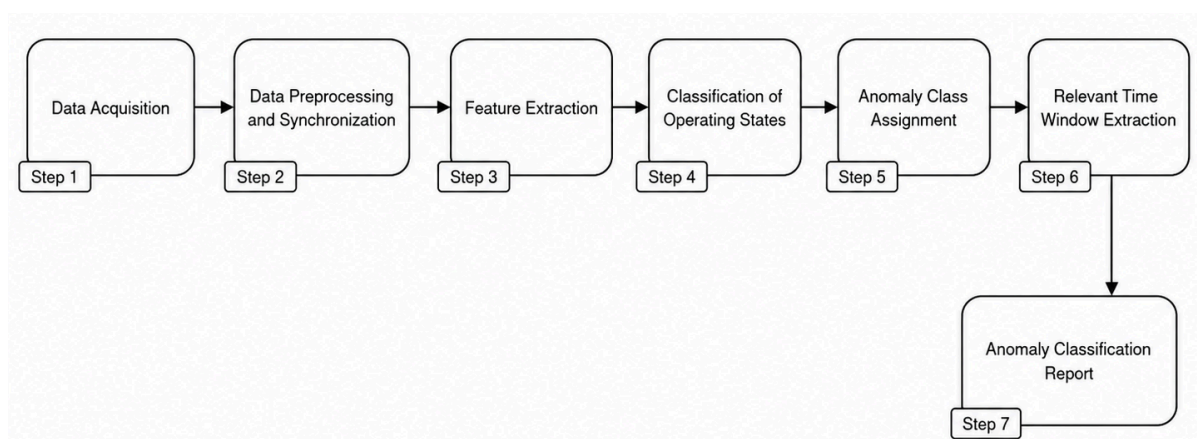 Data Acquisition
Step 1
Data Preprocessing
and Synchronization
Step 2
Feature Extraction
Step 3
Classification of
Operating States
Step 4
Anomaly Class
Assignment
Step 5
Relevant Time
Window Extraction
Step 6
Anomaly Classification
Report
Step 7